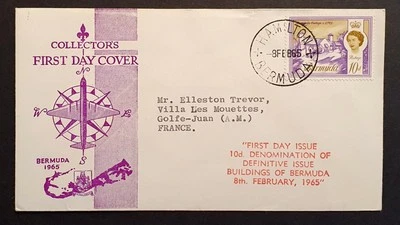 COLLECTORS
FIRST DAY COVER
N
W
E
S
BERMUDA
1965
HAMILTON
8 FEB 65
BERMUDA
Bermuda
10d
Mr. Elleston Trevor,
Villa Les Mouettes,
Golfe-Juan (A.M.)
FRANCE.
"FIRST DAY ISSUE
10d. DENOMINATION OF
DEFINITIVE ISSUE
BUILDINGS OF BERMUDA
8th. FEBRUARY, 1965"